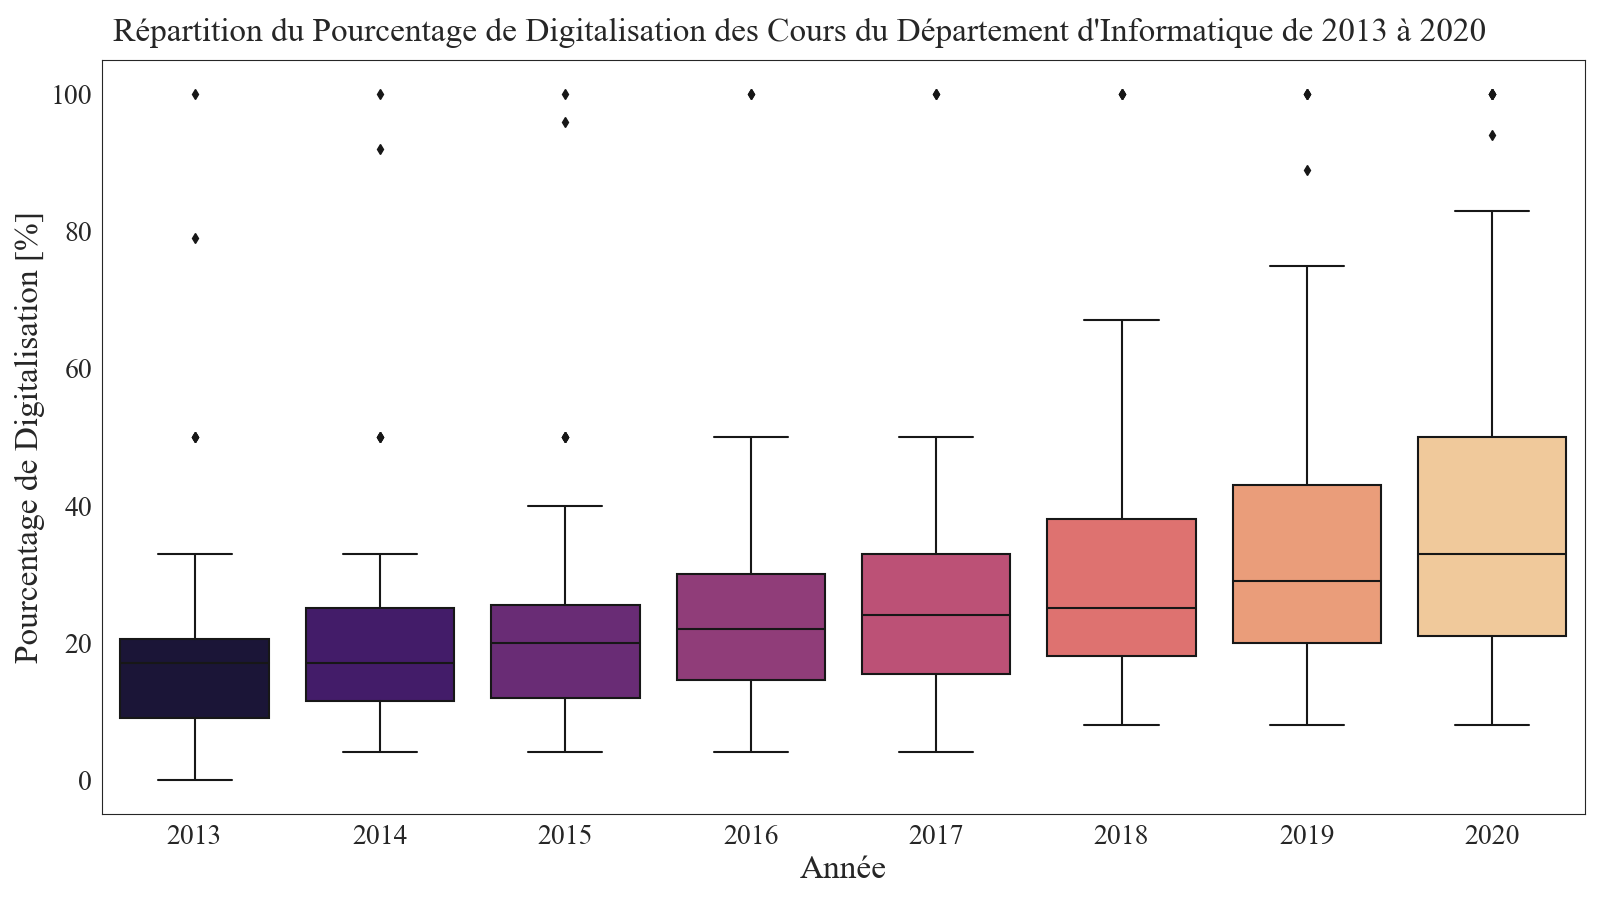 Répartition du Pourcentage de Digitalisation des Cours du Département d'Informatique de 2013 à 2020
Pourcentage de Digitalisation [%]
100
80
60
40
20
0
2013 2014 2015 2016 2017 2018 2019 2020
Année